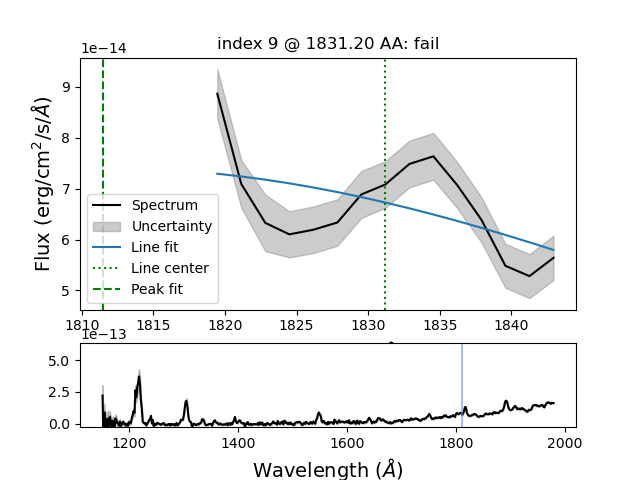 index 9 @ 1831.20 AA: fail
1e−14
Flux (erg/cm²/s/Å)
9
8
7
6
5
Spectrum
Uncertainty
Line fit
Line center
Peak fit
1810 1815 1820 1825 1830 1835 1840
1e−13
5.0
2.5
0.0
1200 1400 1600 1800 2000
Wavelength (Å)